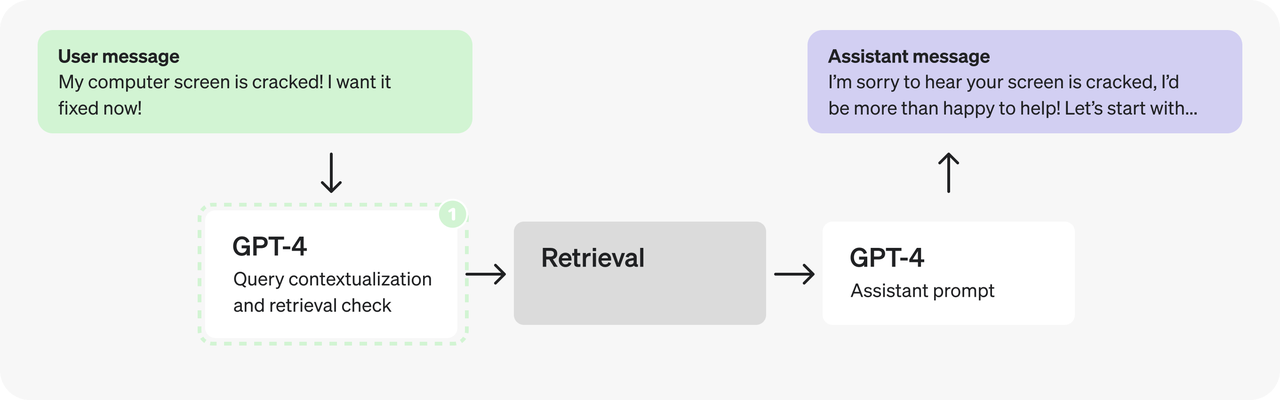 User message
My computer screen is cracked! I want it
fixed now!
Assistant message
I'm sorry to hear your screen is cracked, I'd
be more than happy to help! Let's start with...
1
GPT-4
Query contextualization
and retrieval check
Retrieval
GPT-4
Assistant prompt